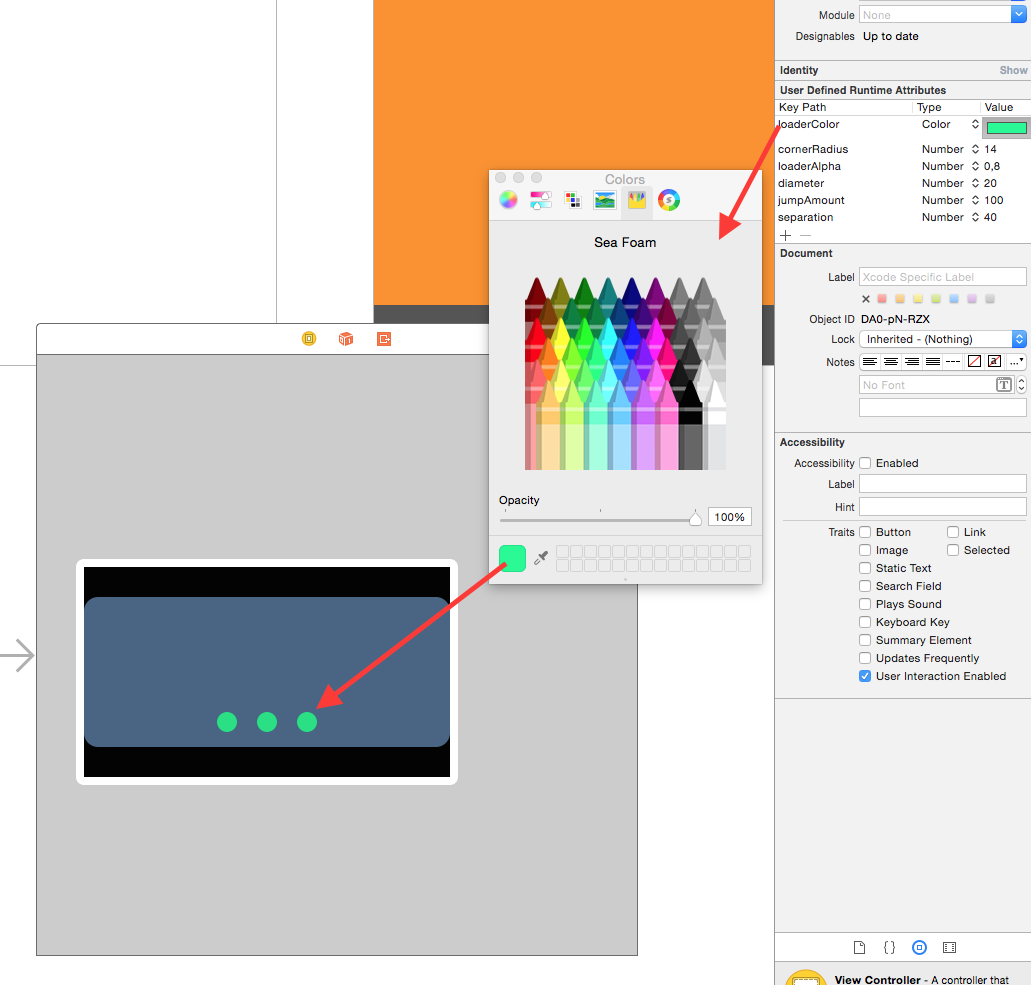 Module None
Designables Up to date
Identity Show
User Defined Runtime Attributes
Key Path Type Value
loaderColor Color
cornerRadius Number 14
loaderAlpha Number 0,8
diameter Number 20
jumpAmount Number 100
separation Number 40
Document
Label Xcode Specific Label
Object ID DA0-pN-RZX
Lock Inherited - (Nothing)
Notes
No Font
Accessibility
Accessibility Enabled
Label
Hint
Traits Button Link
Image Selected
Static Text
Search Field
Plays Sound
Keyboard Key
Summary Element
Updates Frequently
User Interaction Enabled
View Controller - A controller that
Colors
Sea Foam
Opacity
100%